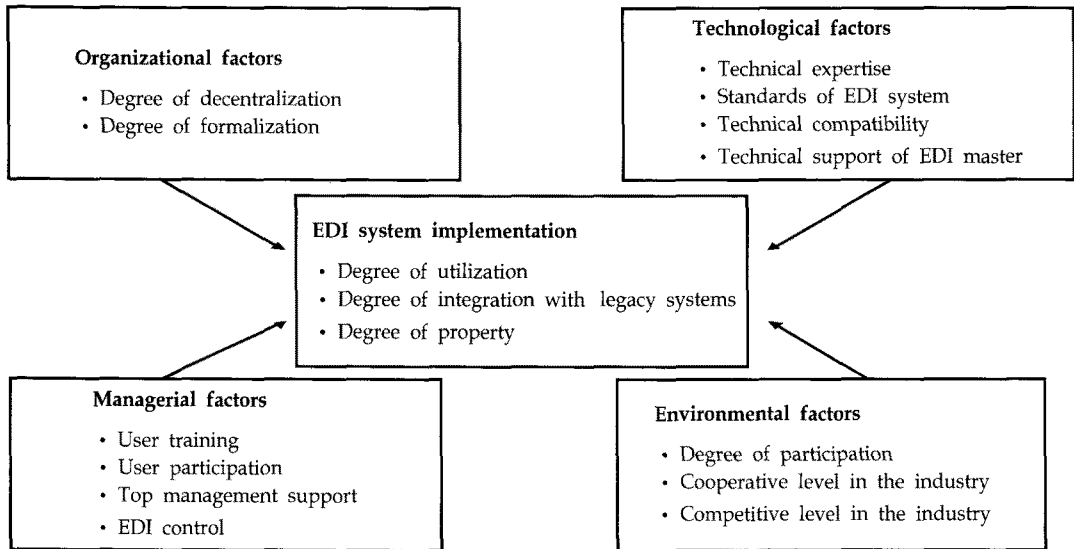 Organizational factors
• Degree of decentralization
• Degree of formalization
Technological factors
• Technical expertise
• Standards of EDI system
• Technical compatibility
• Technical support of EDI master
EDI system implementation
• Degree of utilization
• Degree of integration with legacy systems
• Degree of property
Managerial factors
• User training
• User participation
• Top management support
• EDI control
Environmental factors
• Degree of participation
• Cooperative level in the industry
• Competitive level in the industry